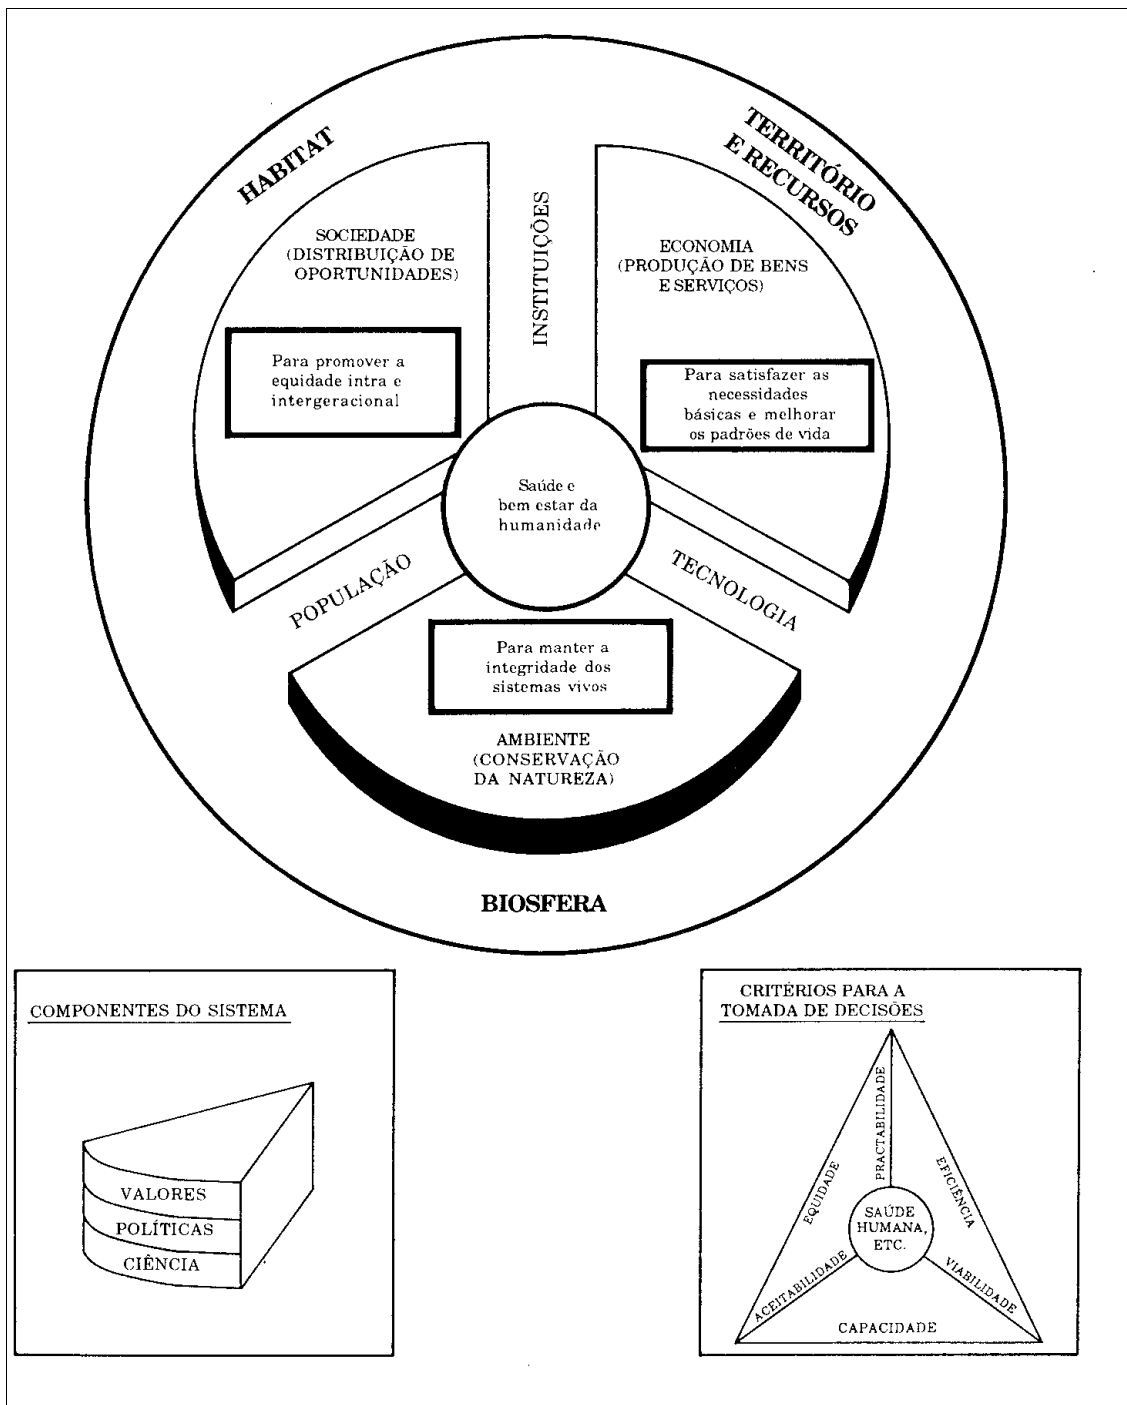 HABITAT
TERRITÓRIO
E RECURSOS
SOCIEDADE
(DISTRIBUIÇÃO DE
OPORTUNIDADES)
INSTITUIÇÕES
ECONOMIA
(PRODUÇÃO DE BENS
E SERVIÇOS)
Para promover a
equidade intra e
intergeracional
Para satisfazer as
necessidades
básicas e melhorar
os padrões de vida
Saúde e
bem estar da
humanidade
POPULAÇÃO
TECNOLOGIA
Para manter a
integridade dos
sistemas vivos
AMBIENTE
(CONSERVAÇÃO
DA NATUREZA)
BIOSFERA
COMPONENTES DO SISTEMA
VALORES
POLÍTICAS
CIÊNCIA
CRITÉRIOS PARA A
TOMADA DE DECISÕES
PRACTABILIDADE
EQUIDADE
EFICIÊNCIA
SAÚDE
HUMANA,
ETC.
ACEITABILIDADE
VIABILIDADE
CAPACIDADE